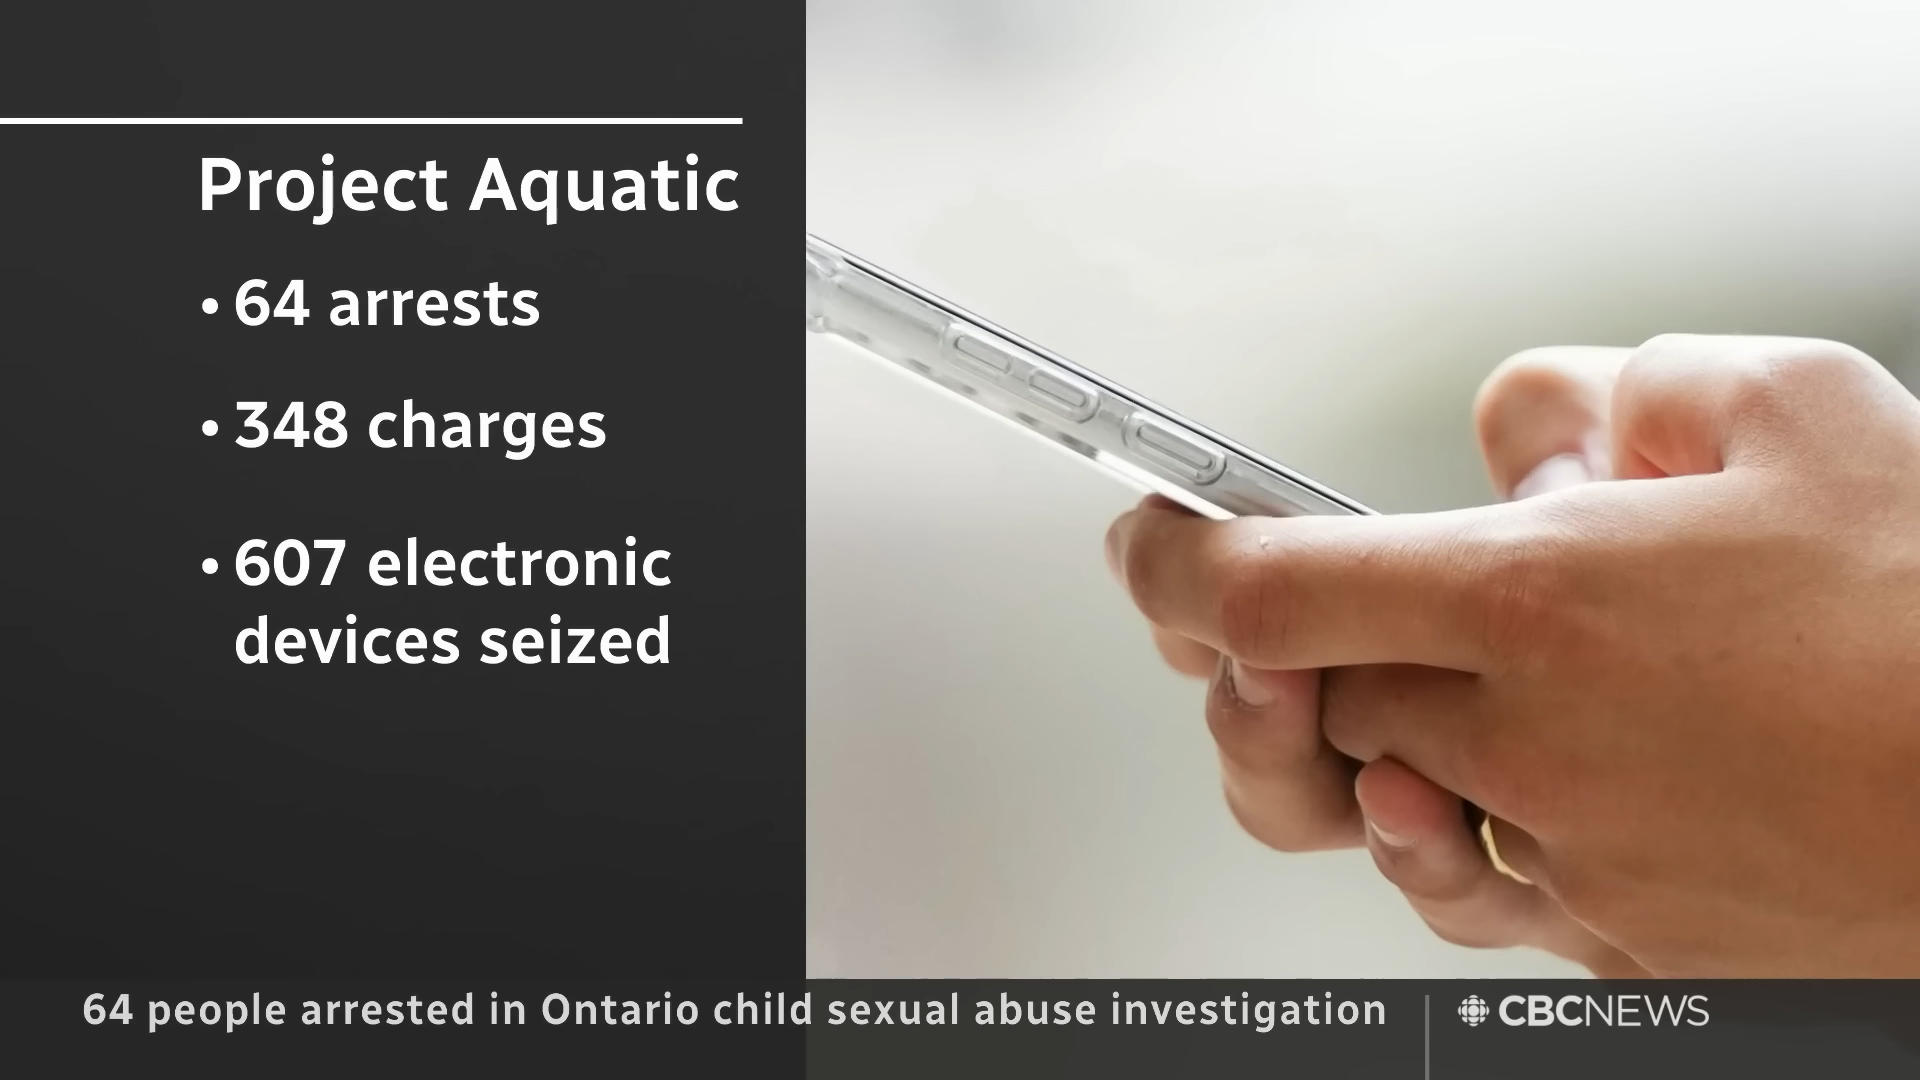 Project Aquatic
• 64 arrests
• 348 charges
• 607 electronic
devices seized
64 people arrested in Ontario child sexual abuse investigation
CBCNEWS